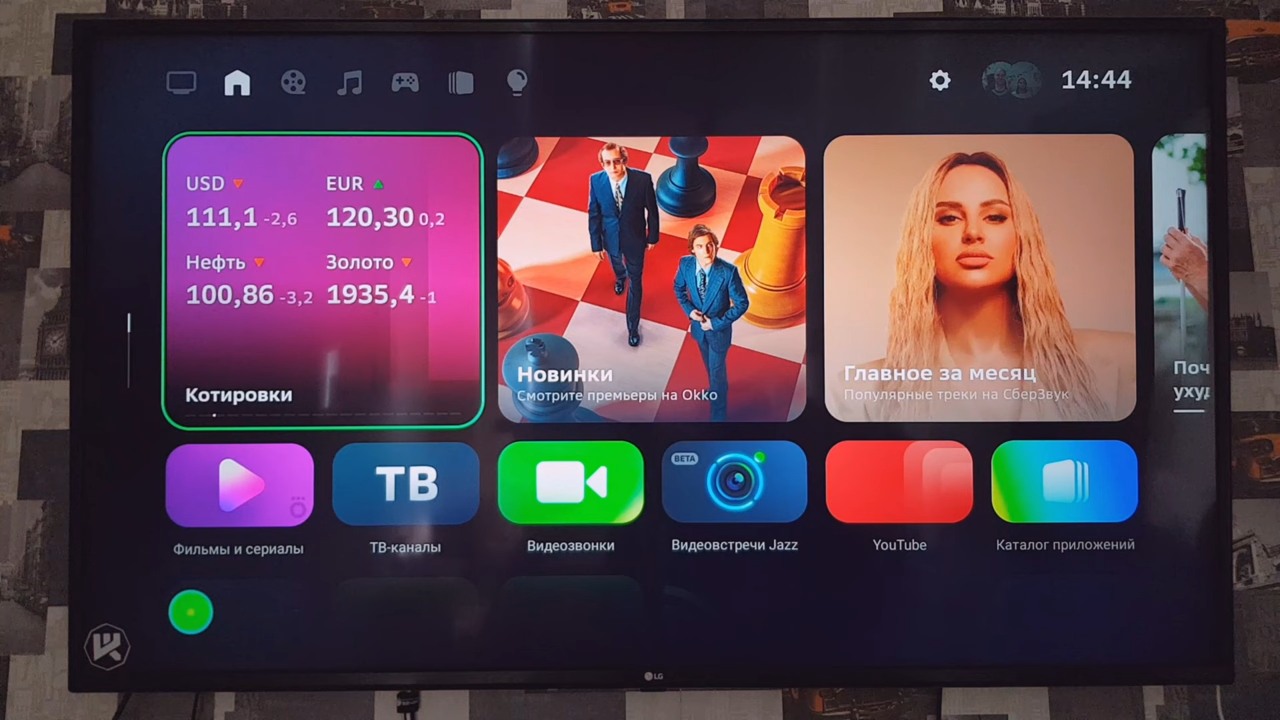 14:44
USD EUR
111,1 -2,6 120,30 0,2
Нефть Золото
100,86 -3,2 1935,4 -1
Котировки
Новинки
Смотрите премьеры на Okko
Главное за месяц
Популярные треки на СберЗвук
Поч
уху
ТВ
BETA
Фильмы и сериалы
ТВ-каналы
Видеозвонки
Видеовстречи Jazz
YouTube
Каталог приложений
LG